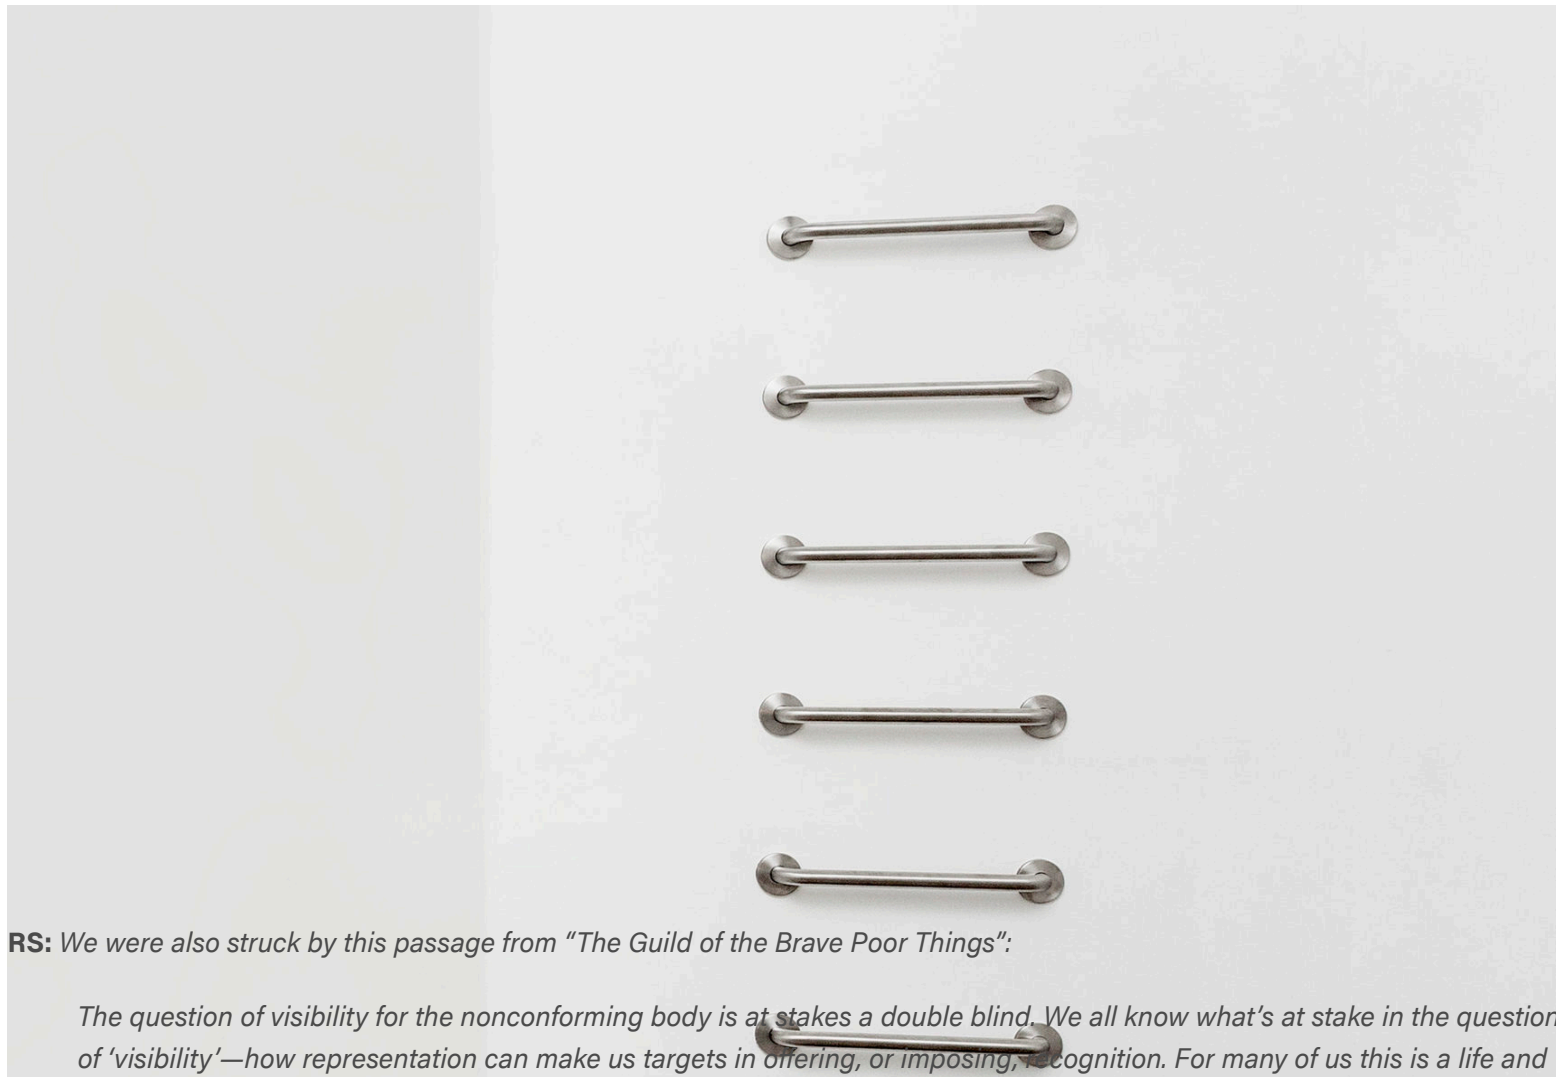 RS: We were also struck by this passage from “The Guild of the Brave Poor Things”:
The question of visibility for the nonconforming body is at stakes a double blind. We all know what’s at stake in the question
of ‘visibility’—how representation can make us targets in offering, or imposing, recognition. For many of us this is a life and